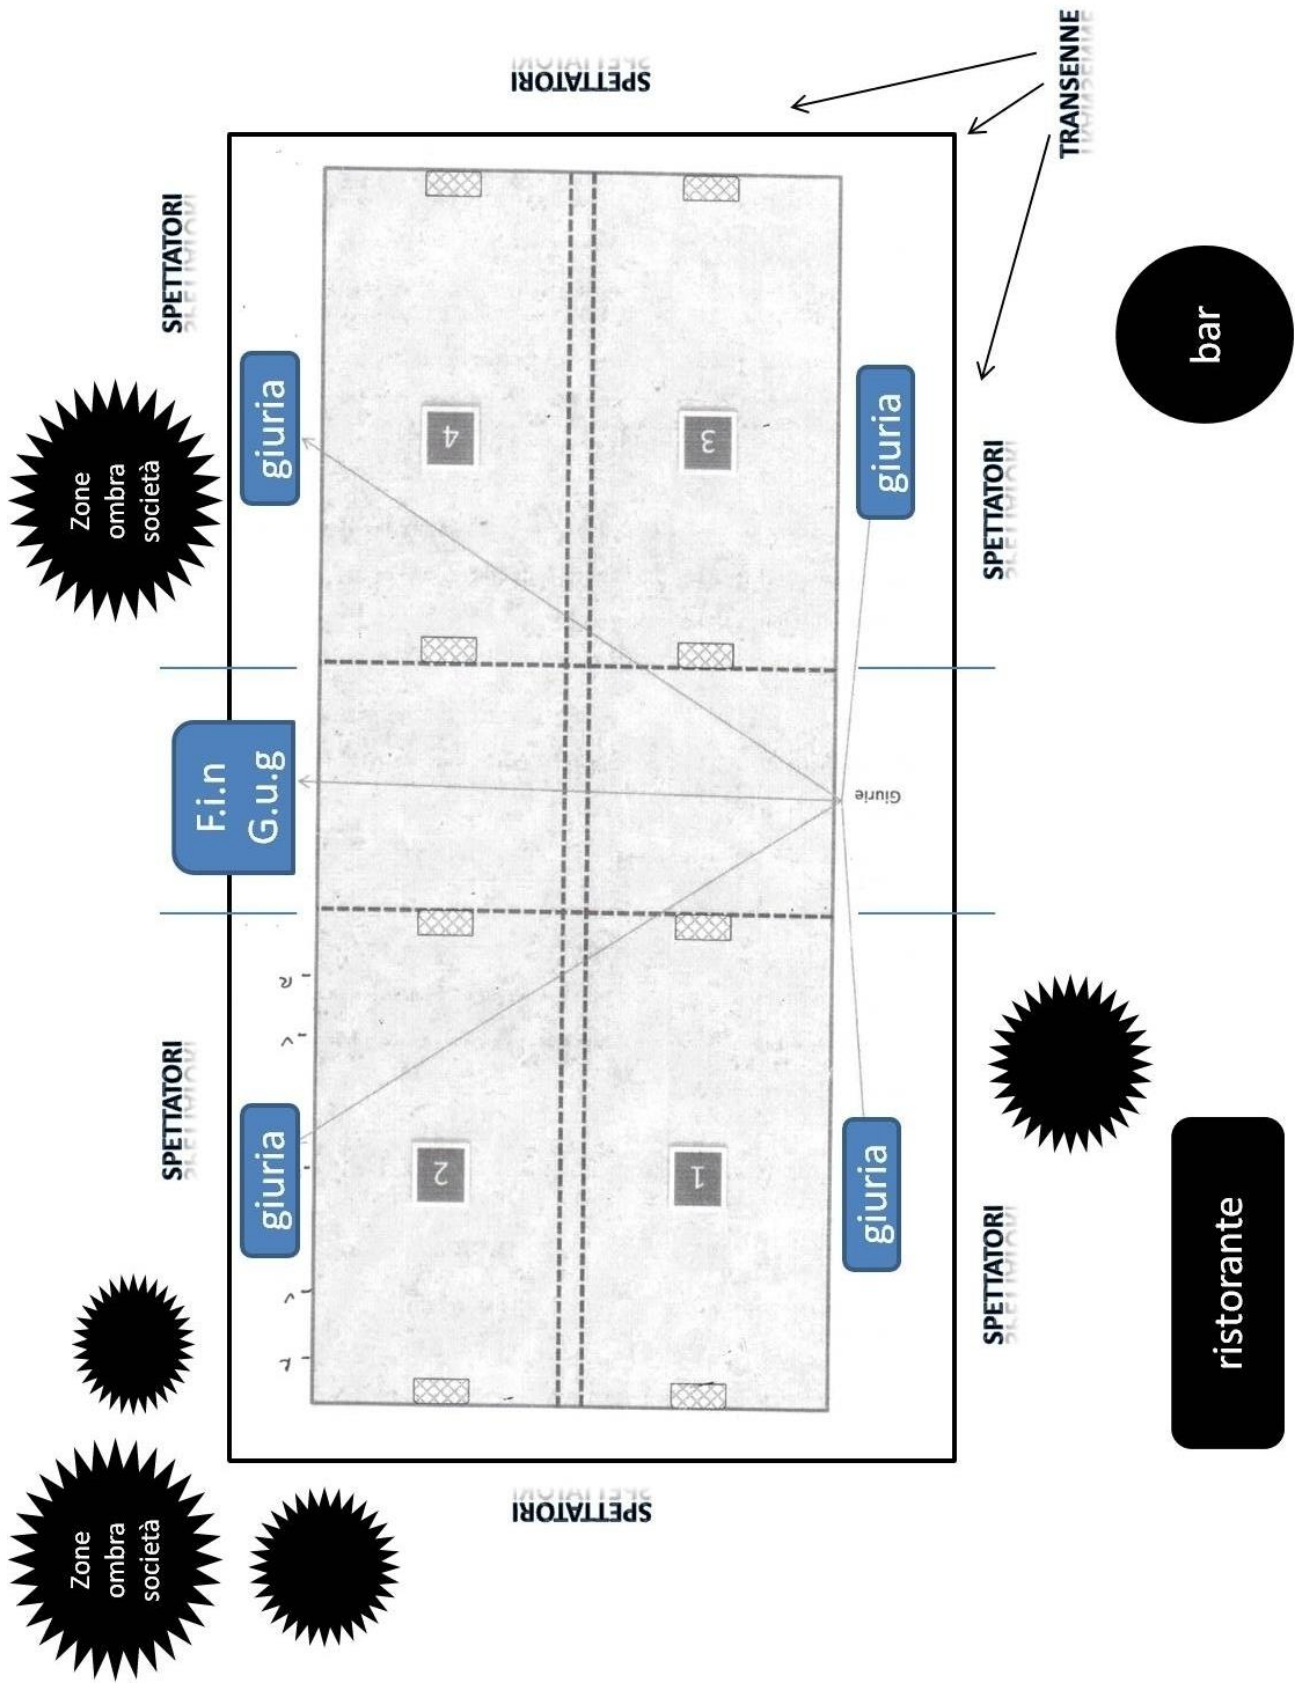 SPETTATORI
TRANSENNE
SPETTATORI
bar
giuria
giuria
Zone
ombra
società
4
3
SPETTATORI
F.i.n
G.u.g
Giurie
R
V
SPETTATORI
giuria
giuria
2
1
V
SPETTATORI
ristorante
SPETTATORI
Zone
ombra
società